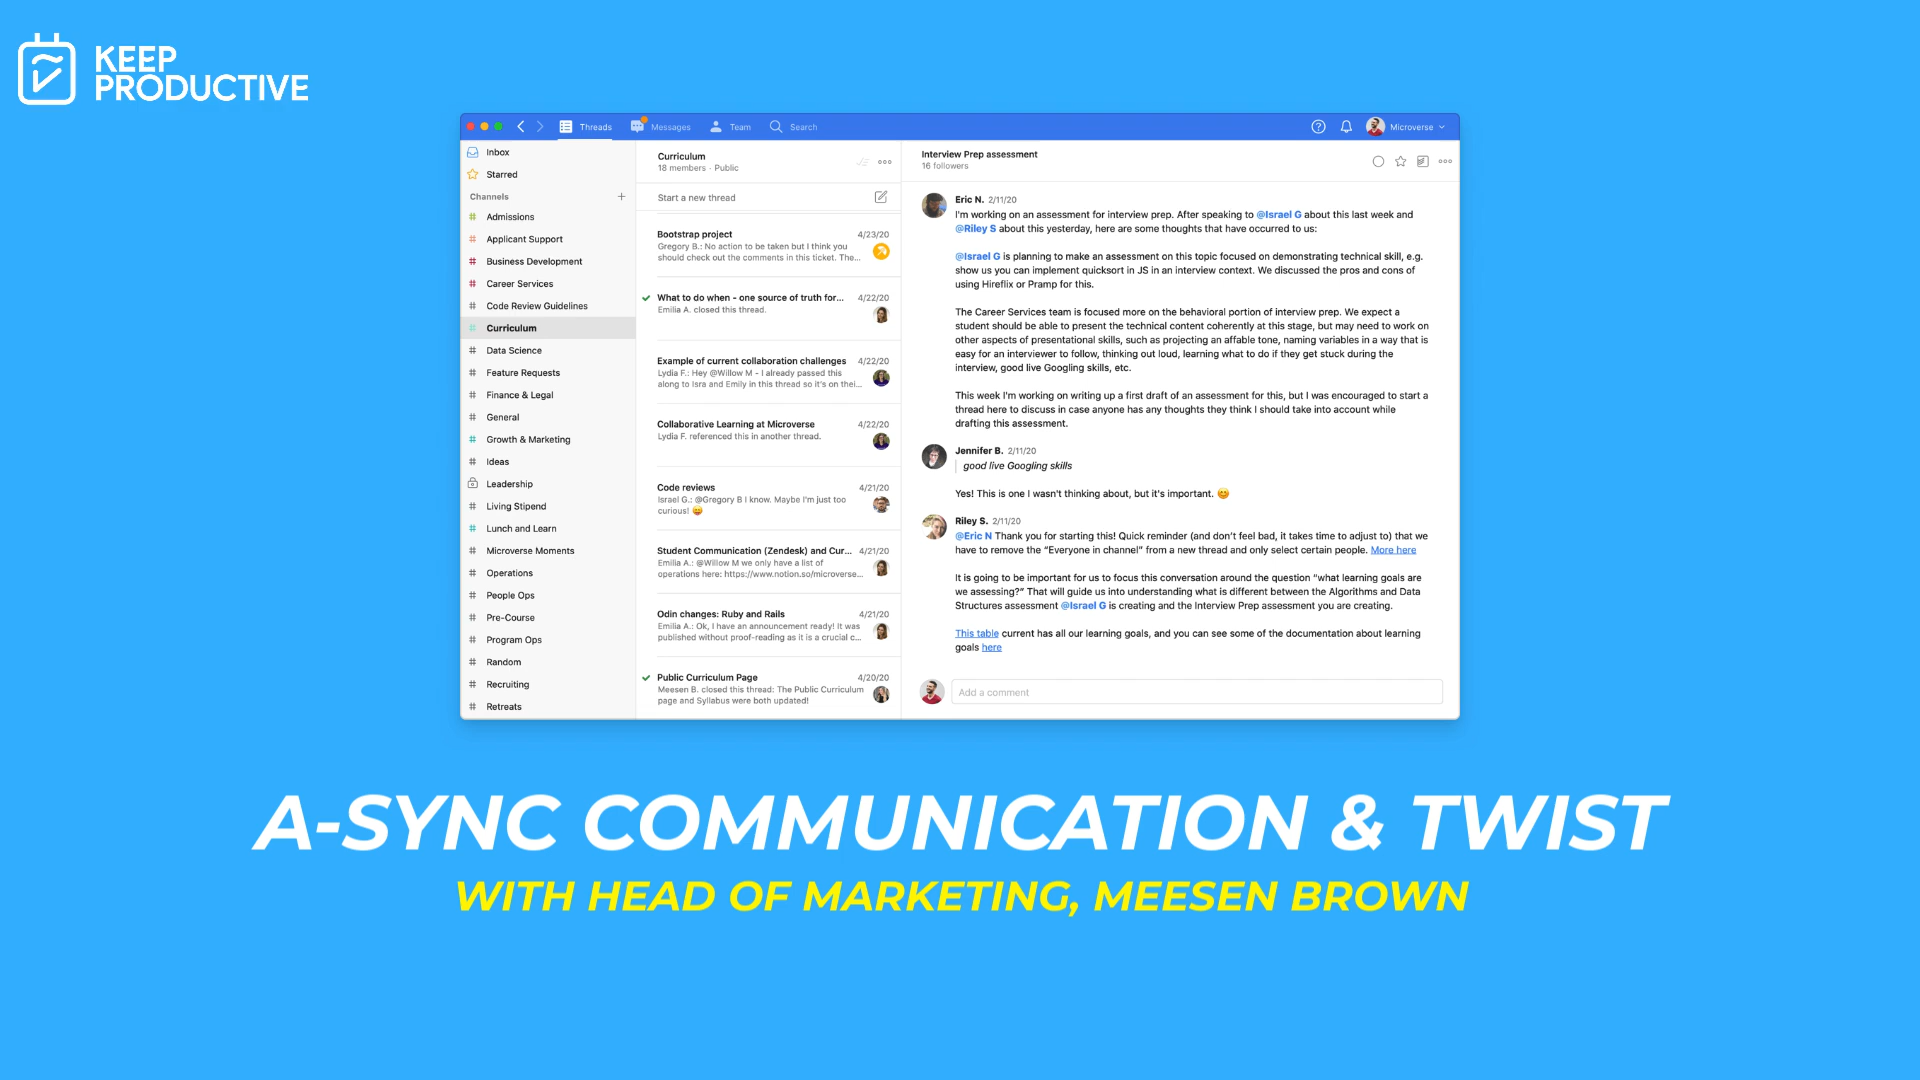 KEEP
PRODUCTIVE
Threads
Messages
Team
Search
Microverse
Inbox
Starred
Channels
Admissions
Applicant Support
Business Development
Career Services
Code Review Guidelines
Curriculum
Data Science
Feature Requests
Finance & Legal
General
Growth & Marketing
Ideas
Leadership
Living Stipend
Lunch and Learn
Microverse Moments
Operations
People Ops
Pre-Course
Program Ops
Random
Recruiting
Retreats
Curriculum
18 members · Public
Start a new thread
Bootstrap project 4/23/20
Gregory B.: No action to be taken but I think you
should check out the comments in this ticket. The...
What to do when - one source of truth for... 4/22/20
Emilia A. closed this thread.
Example of current collaboration challenges 4/22/20
Lydia F.: Hey @Willow M - I already passed this
along to Isra and Emily in this thread so it's on thei...
Collaborative Learning at Microverse 4/22/20
Lydia F. referenced this in another thread.
Code reviews 4/21/20
Israel G.: @Gregory B I know. Maybe I'm just too
curious! 😄
Student Communication (Zendesk) and Cur... 4/21/20
Emilia A.: @Willow M we only have a list of
operations here: https://www.notion.so/microverse...
Odin changes: Ruby and Rails 4/21/20
Emilia A.: Ok, I have an announcement ready! It was
published without proof-reading as it is a crucial c...
Public Curriculum Page 4/20/20
Meesen B. closed this thread: The Public Curriculum
page and Syllabus were both updated!
Interview Prep assessment
16 followers
Eric N. 2/11/20
I'm working on an assessment for interview prep. After speaking to @Israel G about this last week and
@Riley S about this yesterday, here are some thoughts that have occurred to us:
@Israel G is planning to make an assessment on this topic focused on demonstrating technical skill, e.g.
show us you can implement quicksort in JS in an interview context. We discussed the pros and cons of
using Hireflix or Pramp for this.
The Career Services team is focused more on the behavioral portion of interview prep. We expect a
student should be able to present the technical content coherently at this stage, but may need to work on
other aspects of presentational skills, such as projecting an affable tone, naming variables in a way that is
easy for an interviewer to follow, thinking out loud, learning what to do if they get stuck during the
interview, good live Googling skills, etc.
This week I'm working on writing up a first draft of an assessment for this, but I was encouraged to start a
thread here to discuss in case anyone has any thoughts they think I should take into account while
drafting this assessment.
Jennifer B. 2/11/20
good live Googling skills
Yes! This is one I wasn't thinking about, but it's important. 😊
Riley S. 2/11/20
@Eric N Thank you for starting this! Quick reminder (and don't feel bad, it takes time to adjust to) that we
have to remove the “Everyone in channel” from a new thread and only select certain people. More here
It is going to be important for us to focus this conversation around the question “what learning goals are
we assessing?” That will guide us into understanding what is different between the Algorithms and Data
Structures assessment @Israel G is creating and the Interview Prep assessment you are creating.
This table current has all our learning goals, and you can see some of the documentation about learning
goals here
Add a comment
A-SYNC COMMUNICATION & TWIST
WITH HEAD OF MARKETING, MEESEN BROWN